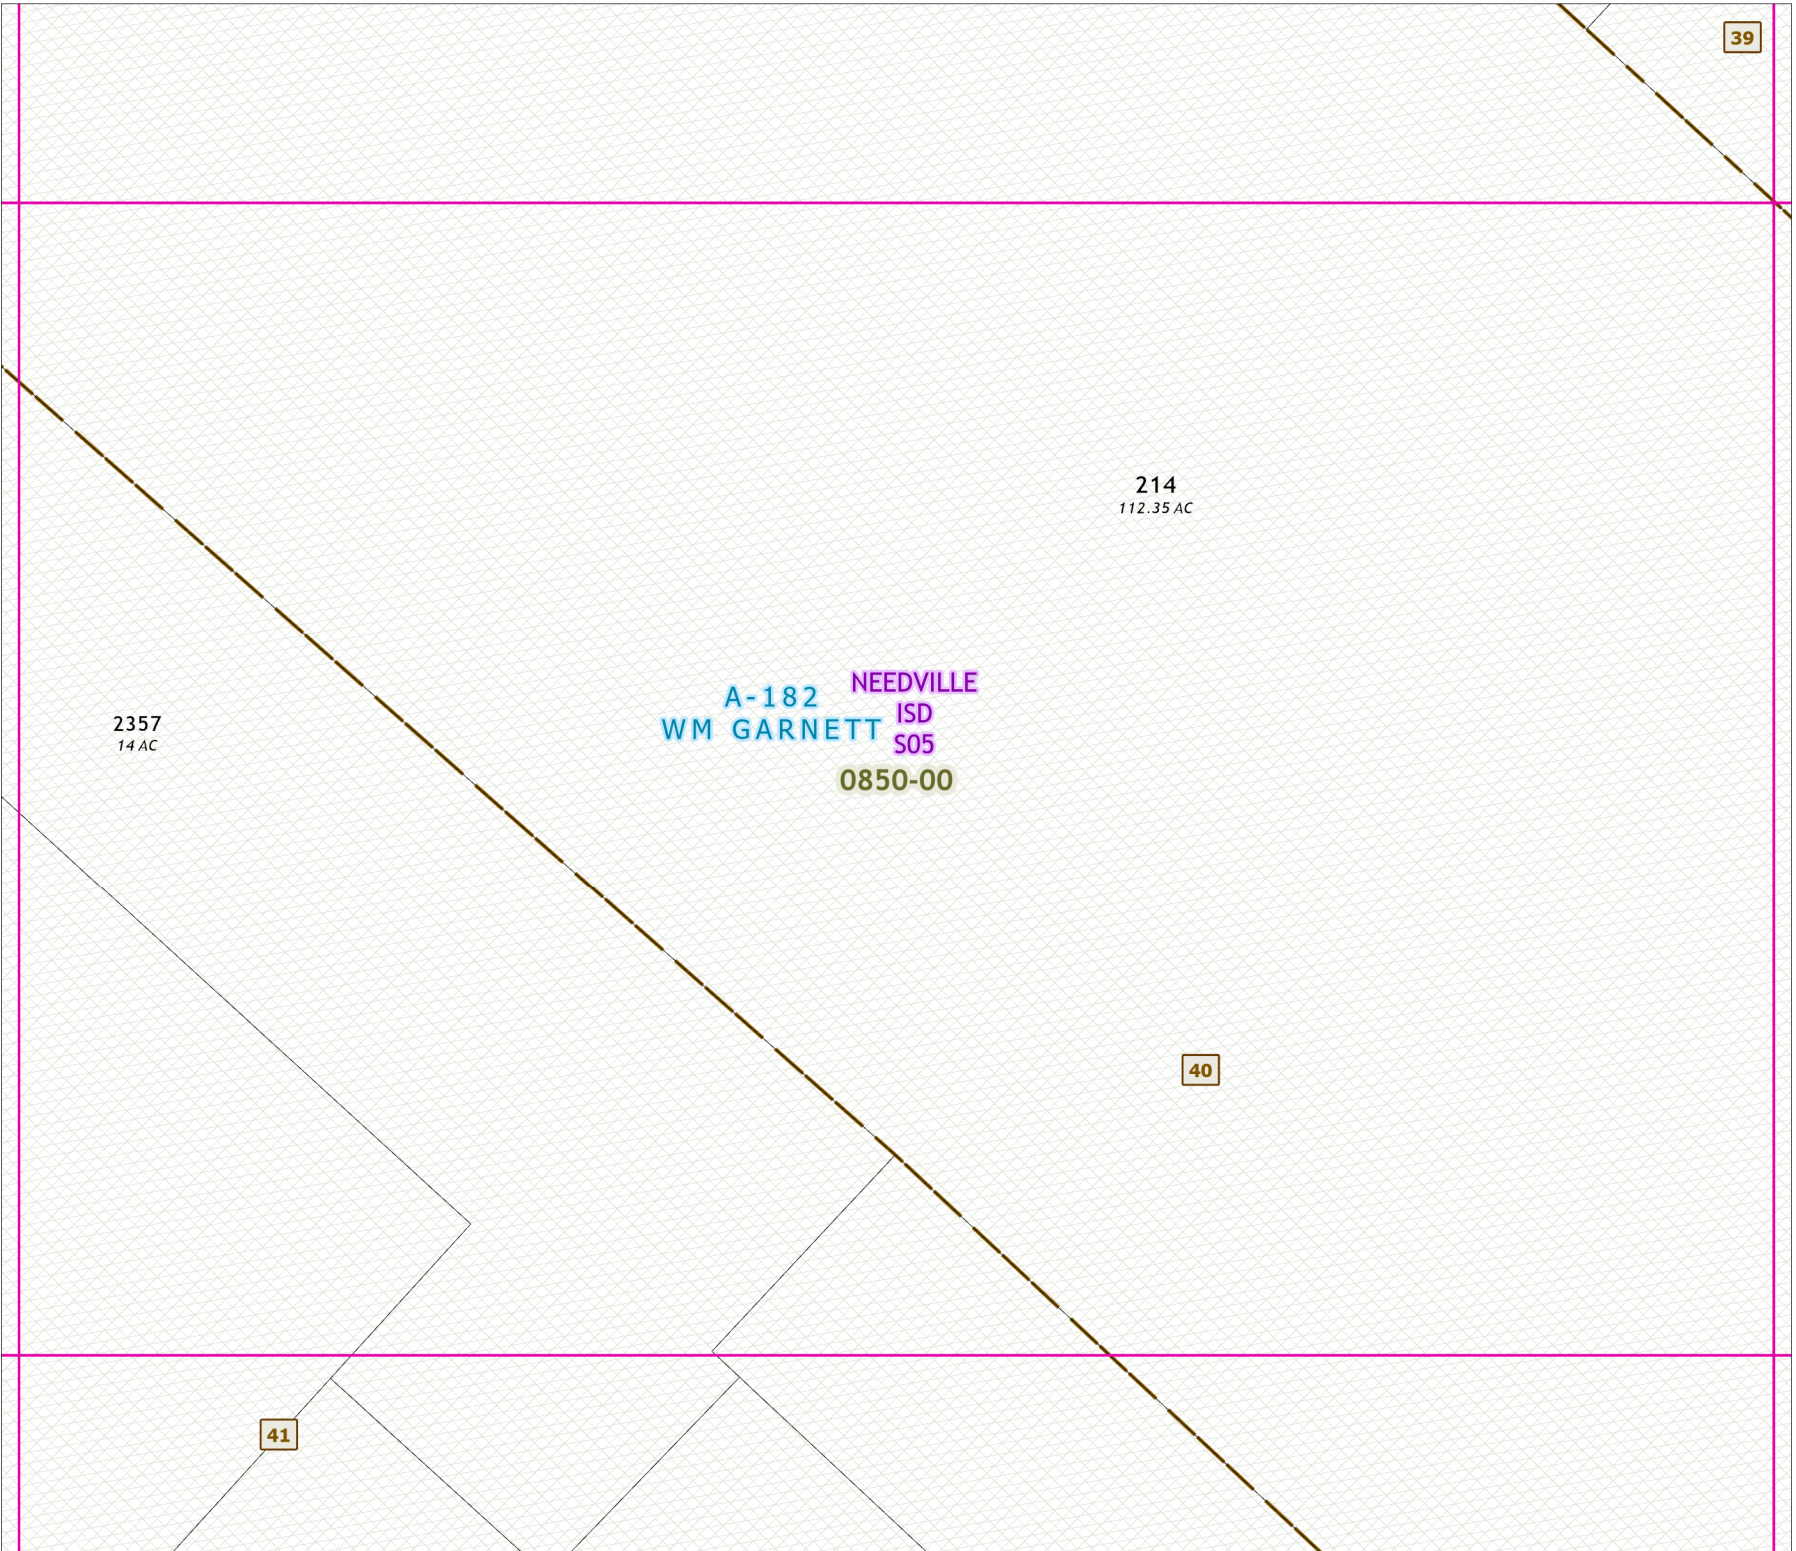 39
214
112.35 AC
NEEDVILLE
ISD
S05
A-182
WM GARNETT
2357
14 AC
0850-00
40
41